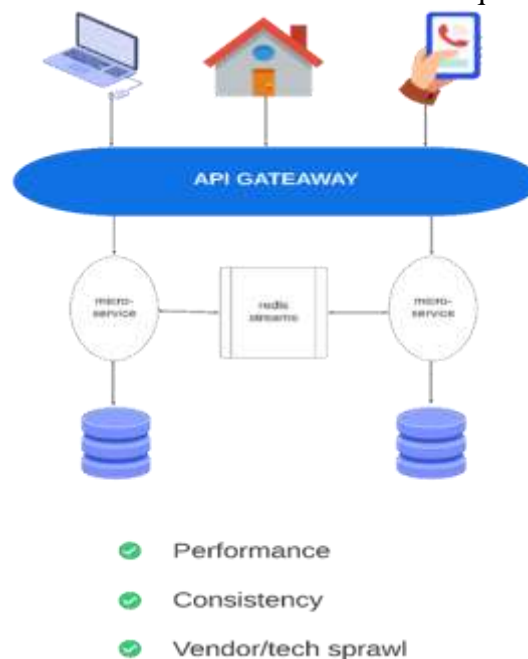 API GATEAWAY
micro-
service
redis
streams
micro-
service
Performance
Consistency
Vendor/tech sprawl